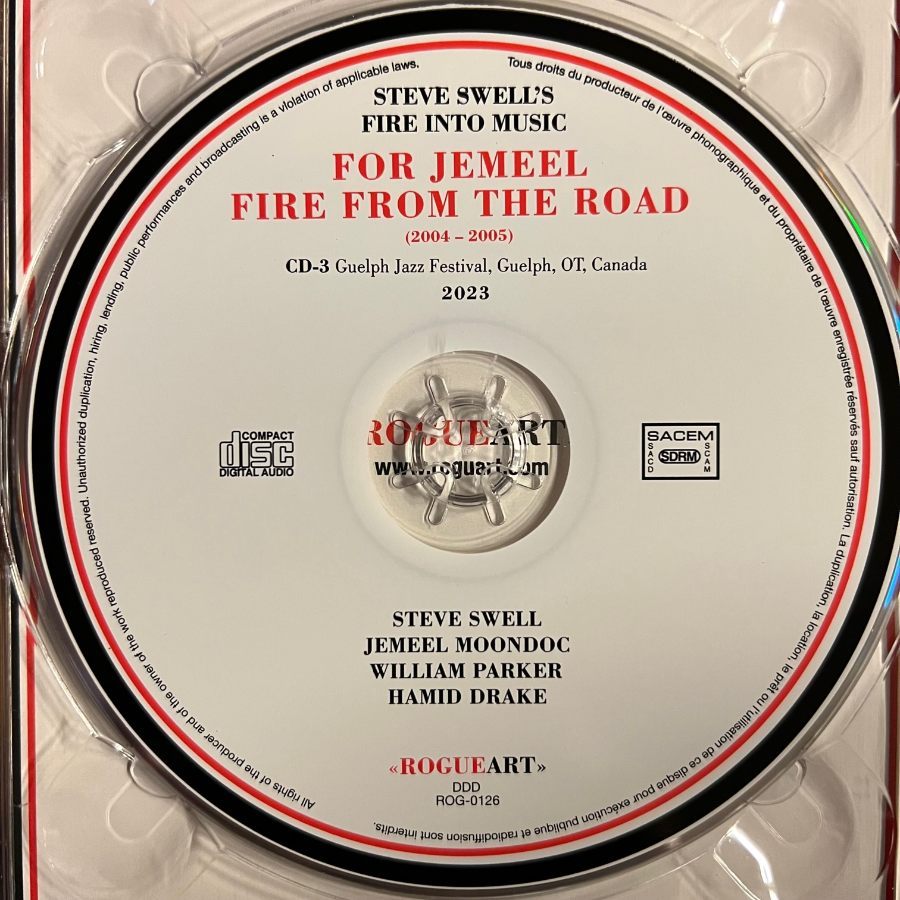 STEVE SWELL'S
FIRE INTO MUSIC
FOR JEMEEL
FIRE FROM THE ROAD
(2004 – 2005)
CD-3 Guelph Jazz Festival, Guelph, OT, Canada
2023
COMPACT
disc
DIGITAL AUDIO
ROGUEART
www.roguart.com
SACEM
SACD
SDRM
SCAM
STEVE SWELL
JEMEEL MOONDOC
WILLIAM PARKER
HAMID DRAKE
«ROGUEART»
DDD
ROG-0126
All rights of the producer and of the owner of the work reproduced reserved. Unauthorized duplication, hiring, lending, public performances and broadcasting is a violation of applicable laws.
Tous droits du producteur de l'œuvre phonographique et du propriétaire de l'œuvre enregistrée réservés sauf autorisation. La duplication, la location, le prêt ou l'utilisation de ce disque pour exécution publique et radiodiffusion sont interdits.